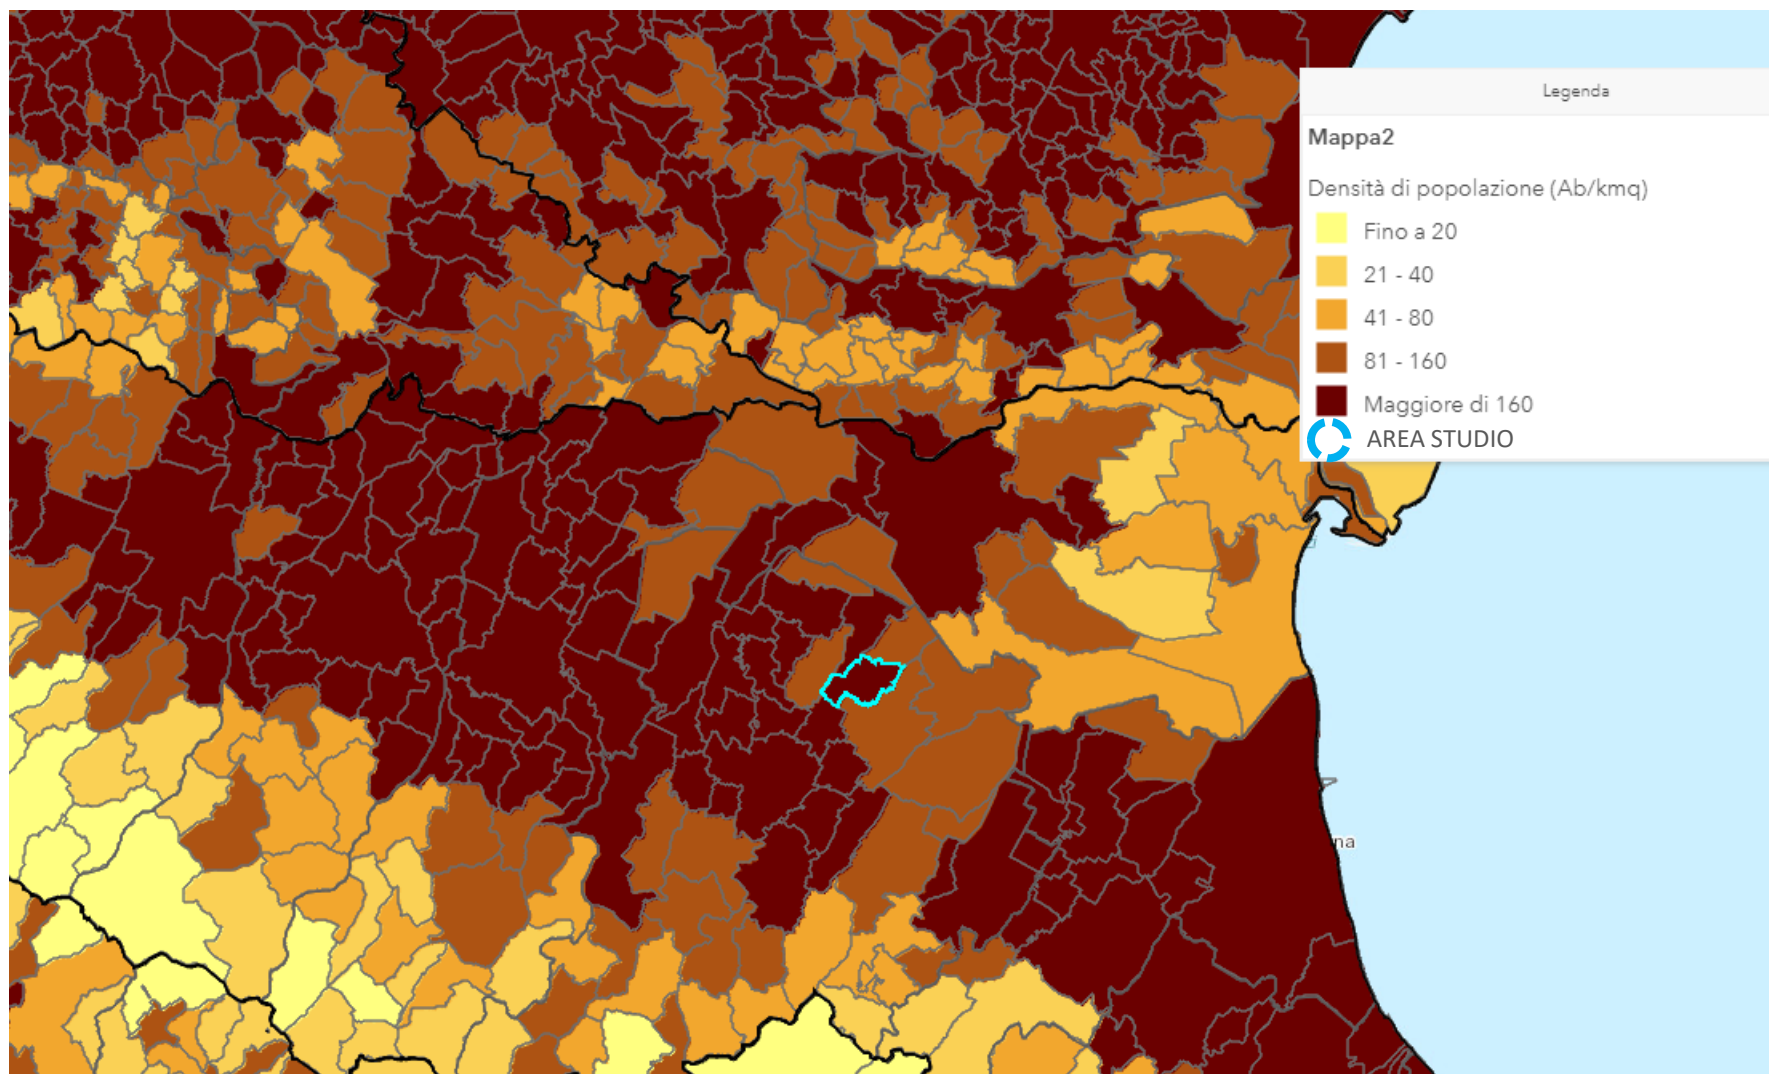 Legenda
Mappa2
Densità di popolazione (Ab/kmq)
Fino a 20
21 - 40
41 - 80
81 - 160
Maggiore di 160
AREA STUDIO
na